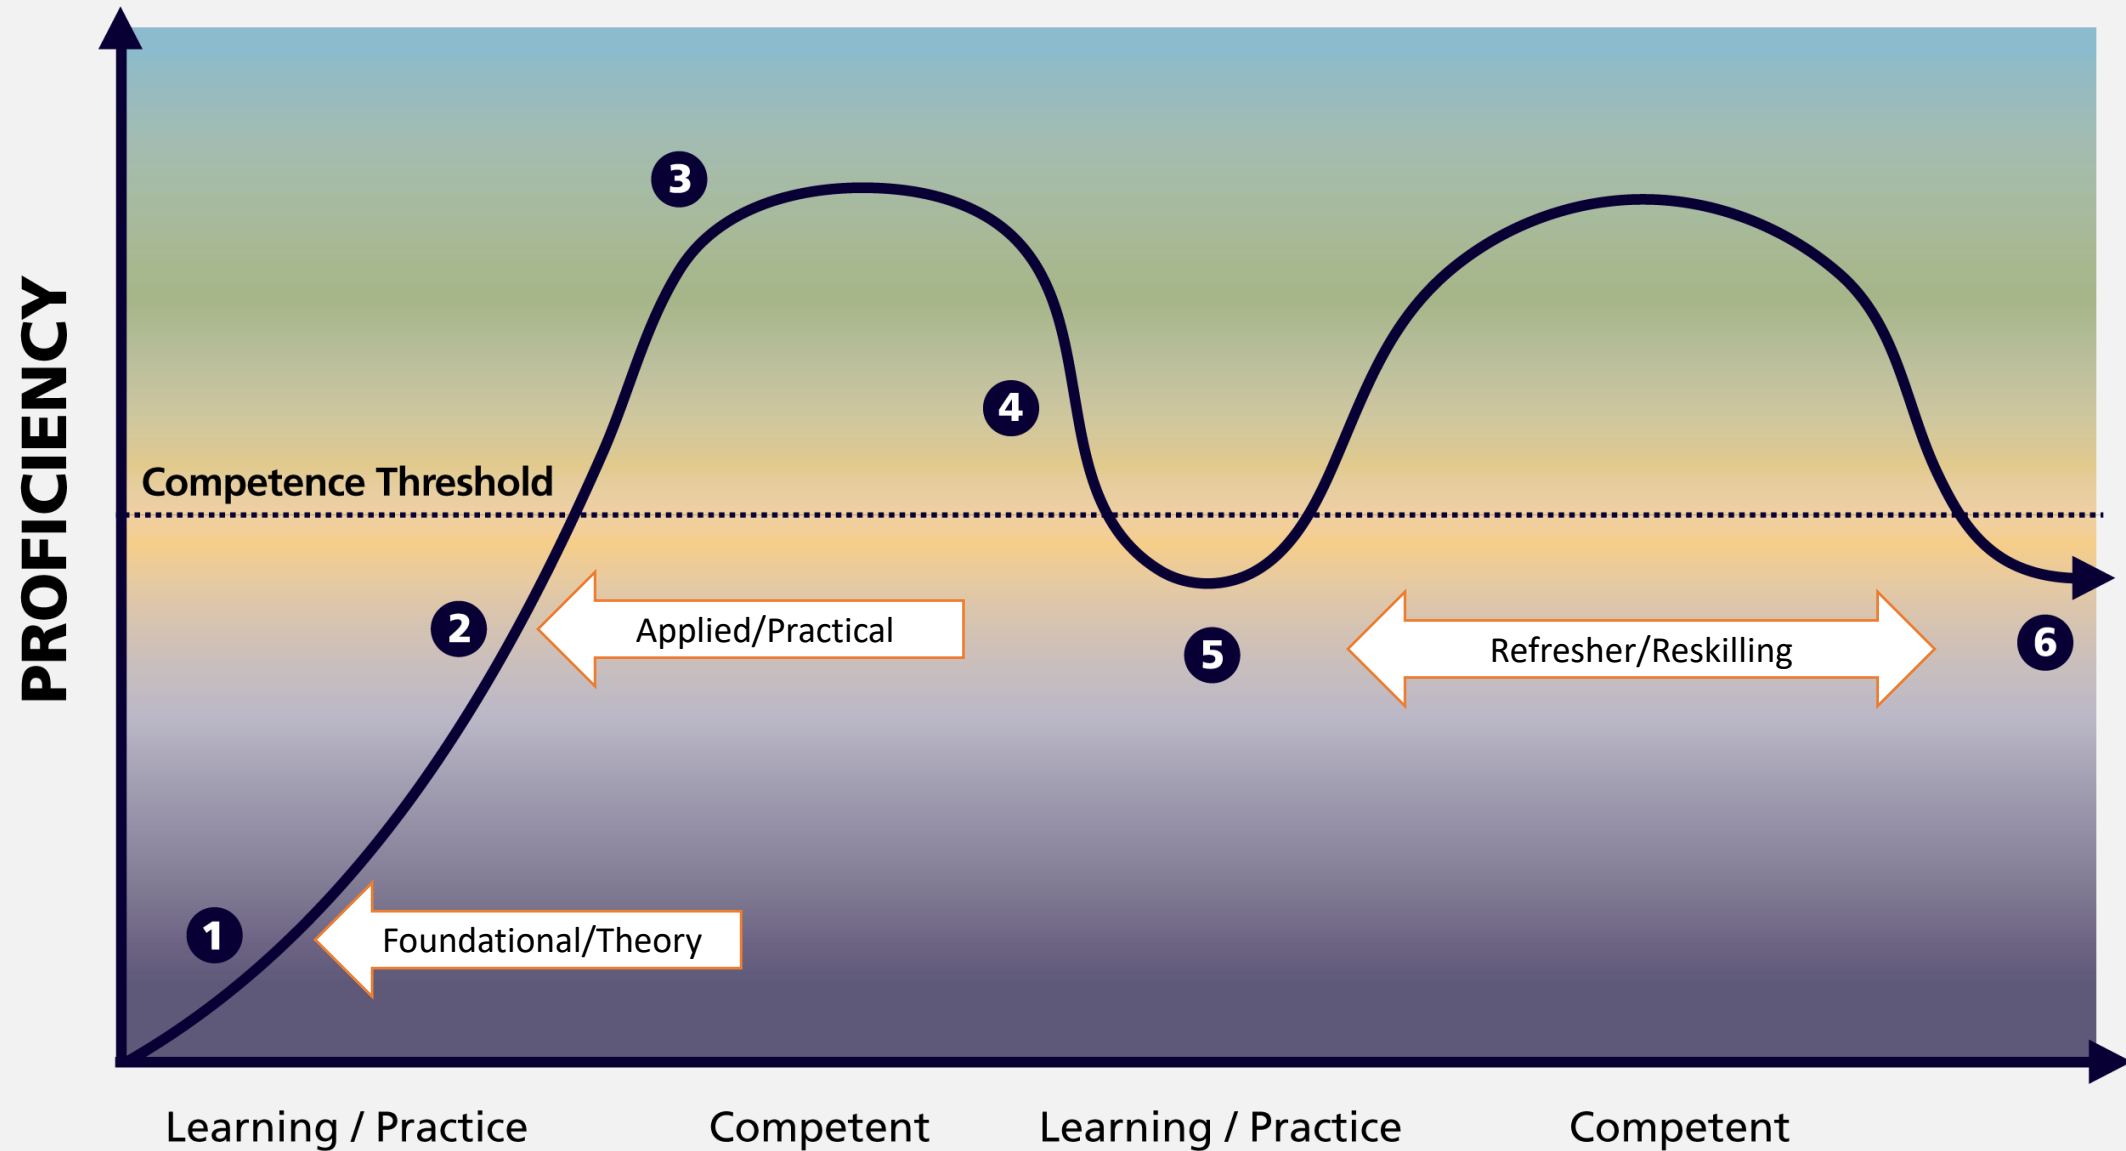 PROFICIENCY
3
4
Competence Threshold
2
Applied/Practical
5
Refresher/Reskilling
6
1
Foundational/Theory
Learning / Practice
Competent
Learning / Practice
Competent